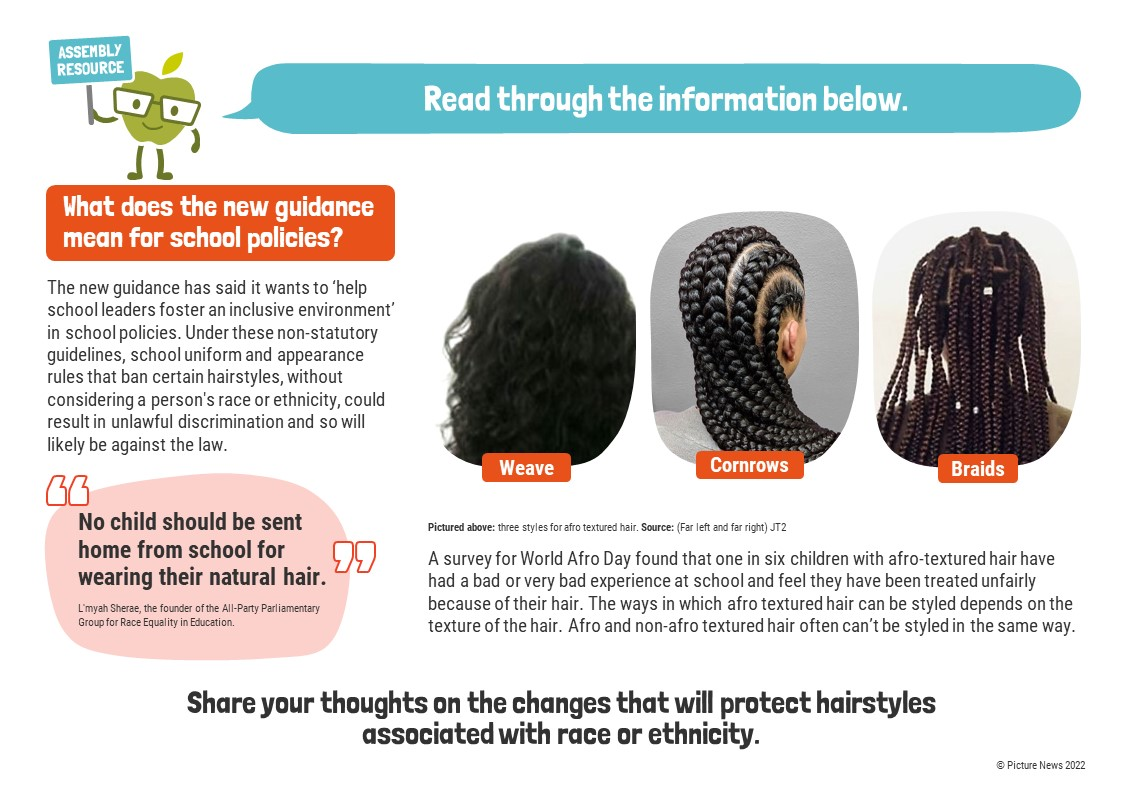 ASSEMBLY
RESOURCE
Read through the information below.
What does the new guidance
mean for school policies?
The new guidance has said it wants to ‘help
school leaders foster an inclusive environment’
in school policies. Under these non-statutory
guidelines, school uniform and appearance
rules that ban certain hairstyles, without
considering a person's race or ethnicity, could
result in unlawful discrimination and so will
likely be against the law.
“No child should be sent
home from school for
wearing their natural hair.”
L’myah Sherae, the founder of the All-Party Parliamentary
Group for Race Equality in Education.
Weave
Cornrows
Braids
Pictured above: three styles for afro textured hair. Source: (Far left and far right) JT2
A survey for World Afro Day found that one in six children with afro-textured hair have
had a bad or very bad experience at school and feel they have been treated unfairly
because of their hair. The ways in which afro textured hair can be styled depends on the
texture of the hair. Afro and non-afro textured hair often can’t be styled in the same way.
Share your thoughts on the changes that will protect hairstyles
associated with race or ethnicity.
© Picture News 2022